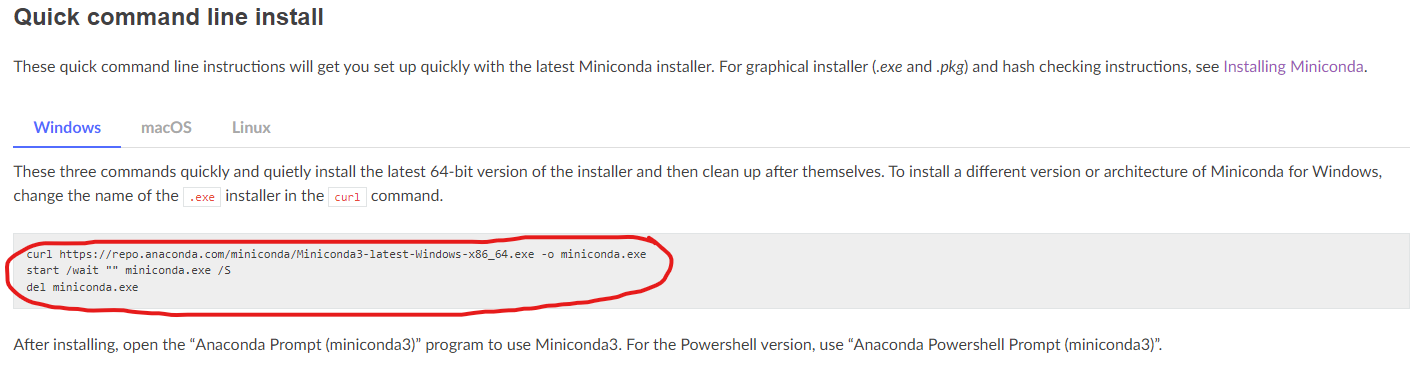 Quick command line install
These quick command line instructions will get you set up quickly with the latest Miniconda installer. For graphical installer (.exe and .pkg) and hash checking instructions, see Installing Miniconda.
Windows macOS Linux
These three commands quickly and quietly install the latest 64-bit version of the installer and then clean up after themselves. To install a different version or architecture of Miniconda for Windows,
change the name of the .exe installer in the curl command.
curl https://repo.anaconda.com/miniconda/Miniconda3-latest-Windows-x86_64.exe -o miniconda.exe
start /wait "" miniconda.exe /S
del miniconda.exe
After installing, open the “Anaconda Prompt (miniconda3)” program to use Miniconda3. For the Powershell version, use “Anaconda Powershell Prompt (miniconda3)”.